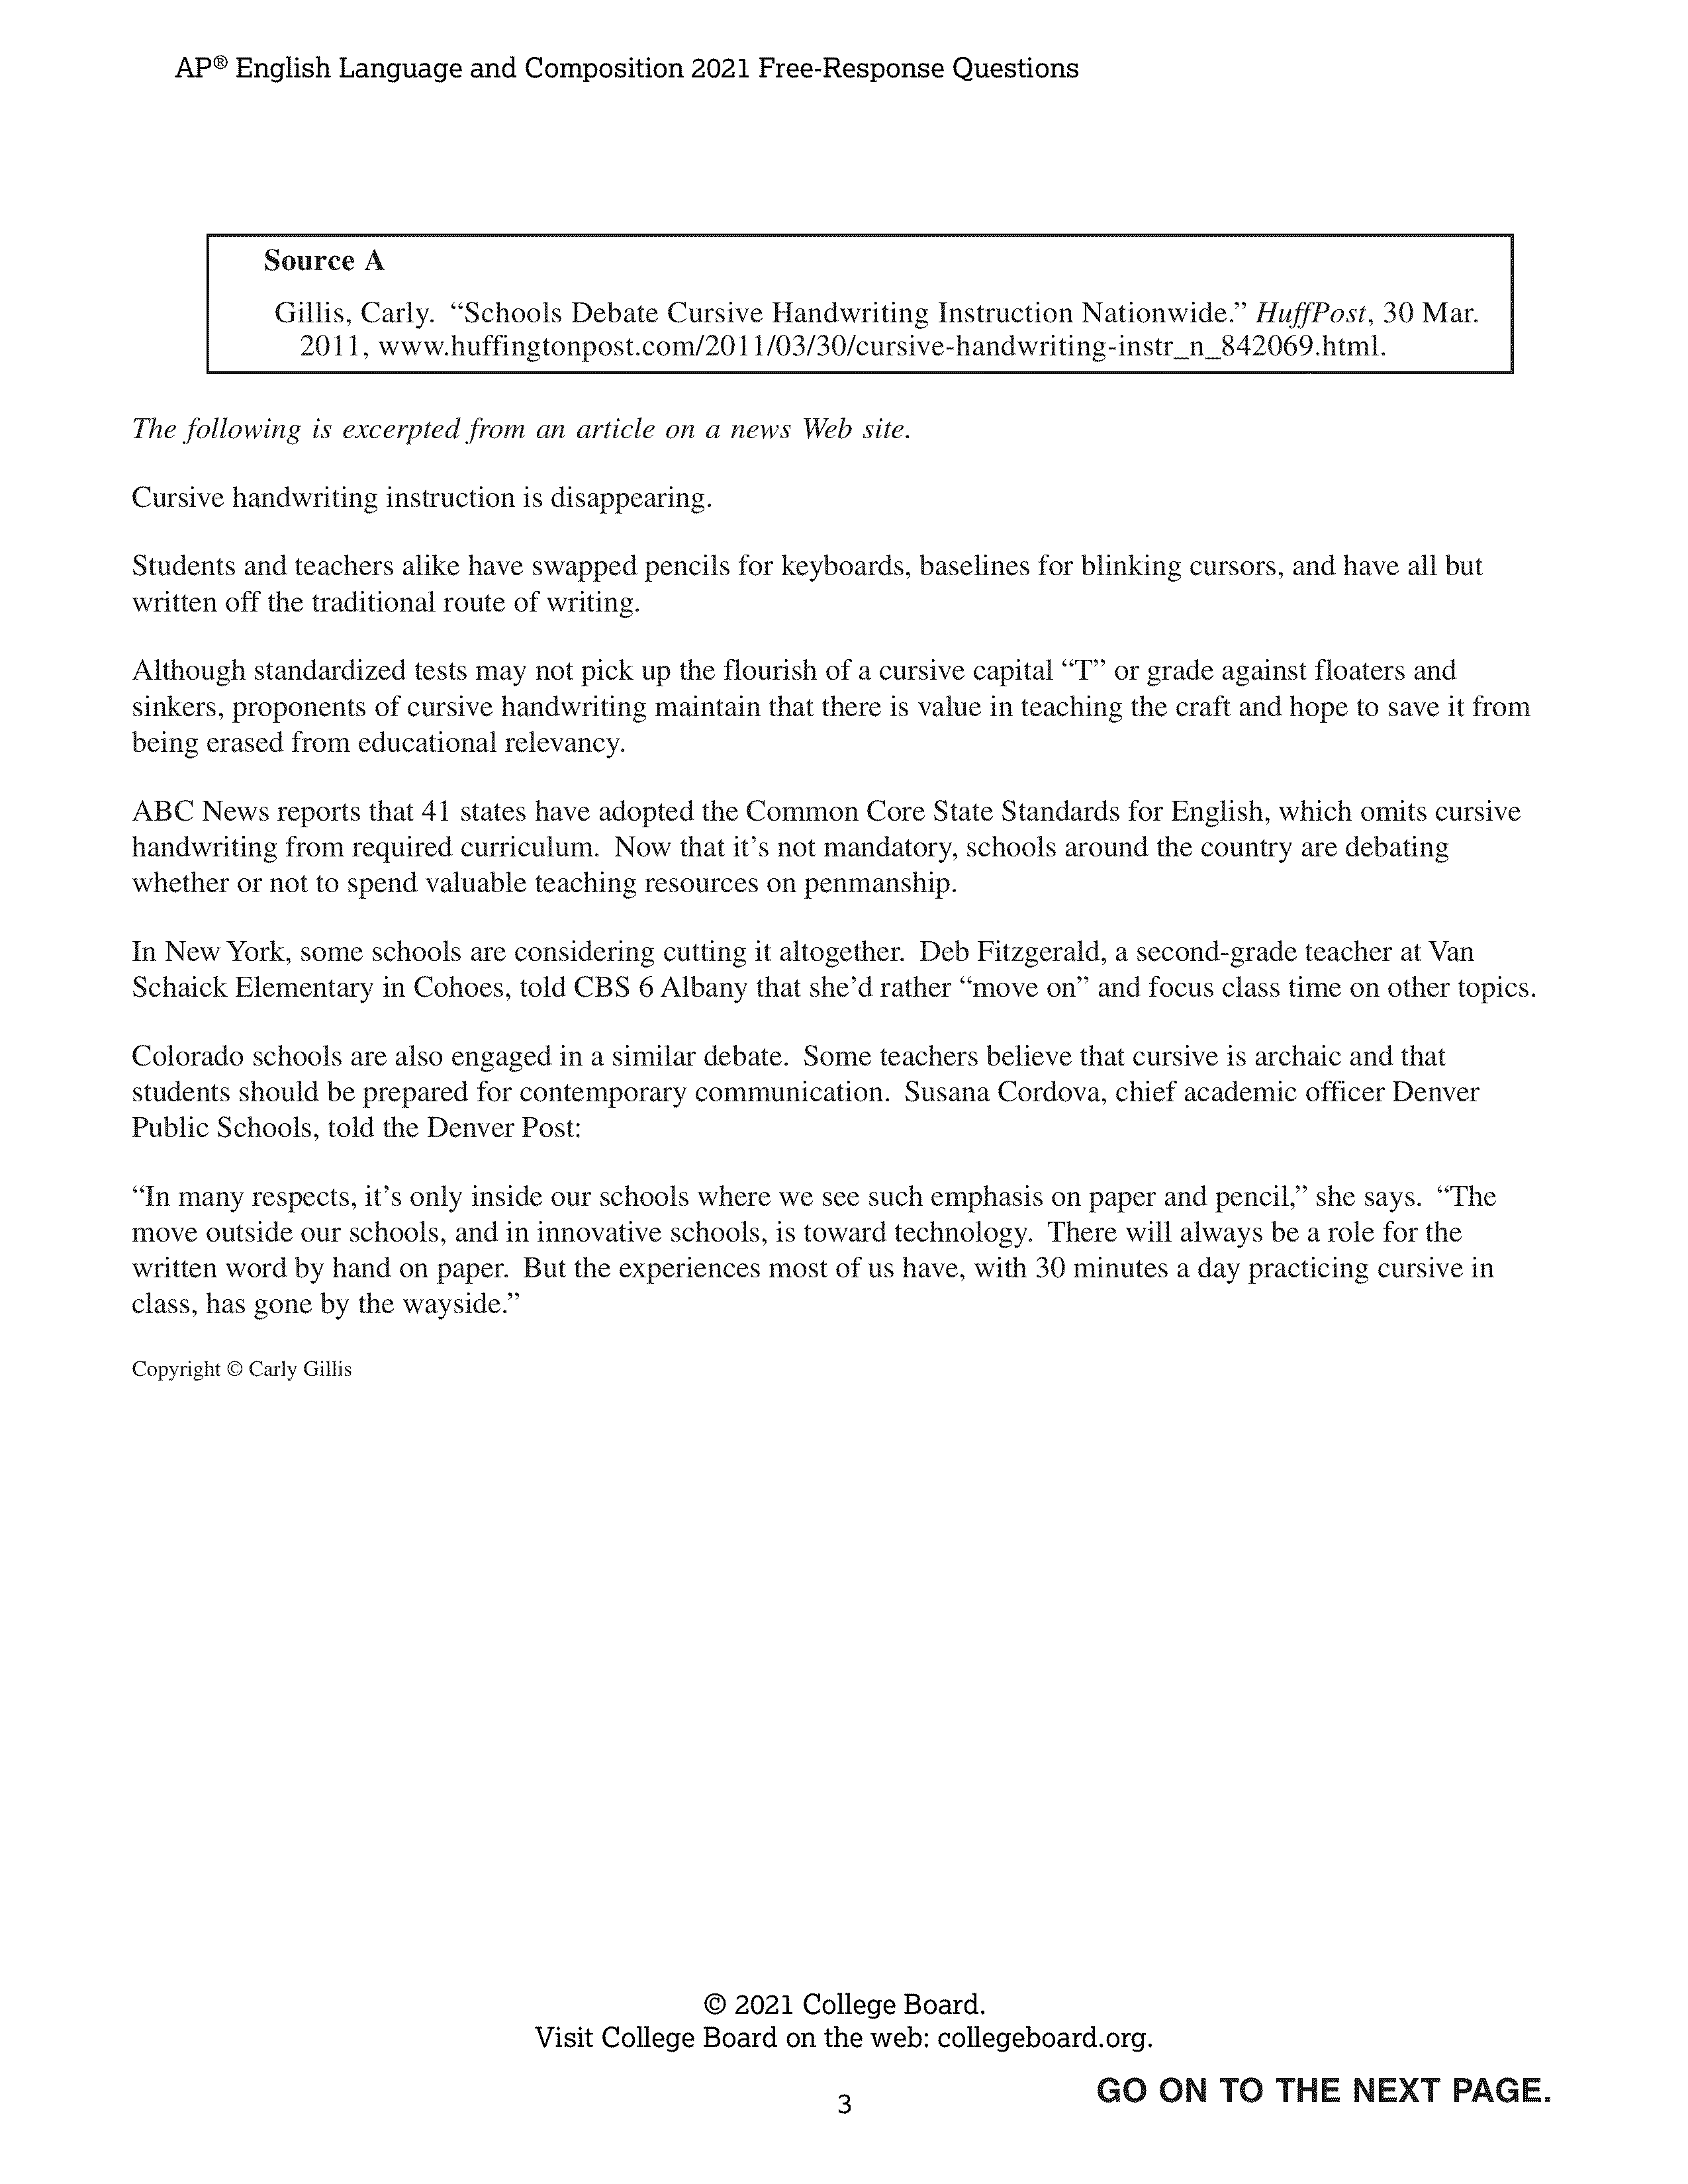 AP® English Language and Composition 2021 Free-Response Questions
Source A
Gillis, Carly. “Schools Debate Cursive Handwriting Instruction Nationwide.” HuffPost, 30 Mar.
2011, www.huffingtonpost.com/2011/03/30/cursive-handwriting-instr_n_842069.html.
The following is excerpted from an article on a news Web site.
Cursive handwriting instruction is disappearing.
Students and teachers alike have swapped pencils for keyboards, baselines for blinking cursors, and have all but
written off the traditional route of writing.
Although standardized tests may not pick up the flourish of a cursive capital “T” or grade against floaters and
sinkers, proponents of cursive handwriting maintain that there is value in teaching the craft and hope to save it from
being erased from educational relevancy.
ABC News reports that 41 states have adopted the Common Core State Standards for English, which omits cursive
handwriting from required curriculum. Now that it’s not mandatory, schools around the country are debating
whether or not to spend valuable teaching resources on penmanship.
In New York, some schools are considering cutting it altogether. Deb Fitzgerald, a second-grade teacher at Van
Schaick Elementary in Cohoes, told CBS 6 Albany that she’d rather “move on” and focus class time on other topics.
Colorado schools are also engaged in a similar debate. Some teachers believe that cursive is archaic and that
students should be prepared for contemporary communication. Susana Cordova, chief academic officer Denver
Public Schools, told the Denver Post:
“In many respects, it’s only inside our schools where we see such emphasis on paper and pencil,” she says. “The
move outside our schools, and in innovative schools, is toward technology. There will always be a role for the
written word by hand on paper. But the experiences most of us have, with 30 minutes a day practicing cursive in
class, has gone by the wayside.”
Copyright © Carly Gillis
© 2021 College Board.
Visit College Board on the web: collegeboard.org.
GO ON TO THE NEXT PAGE.
3